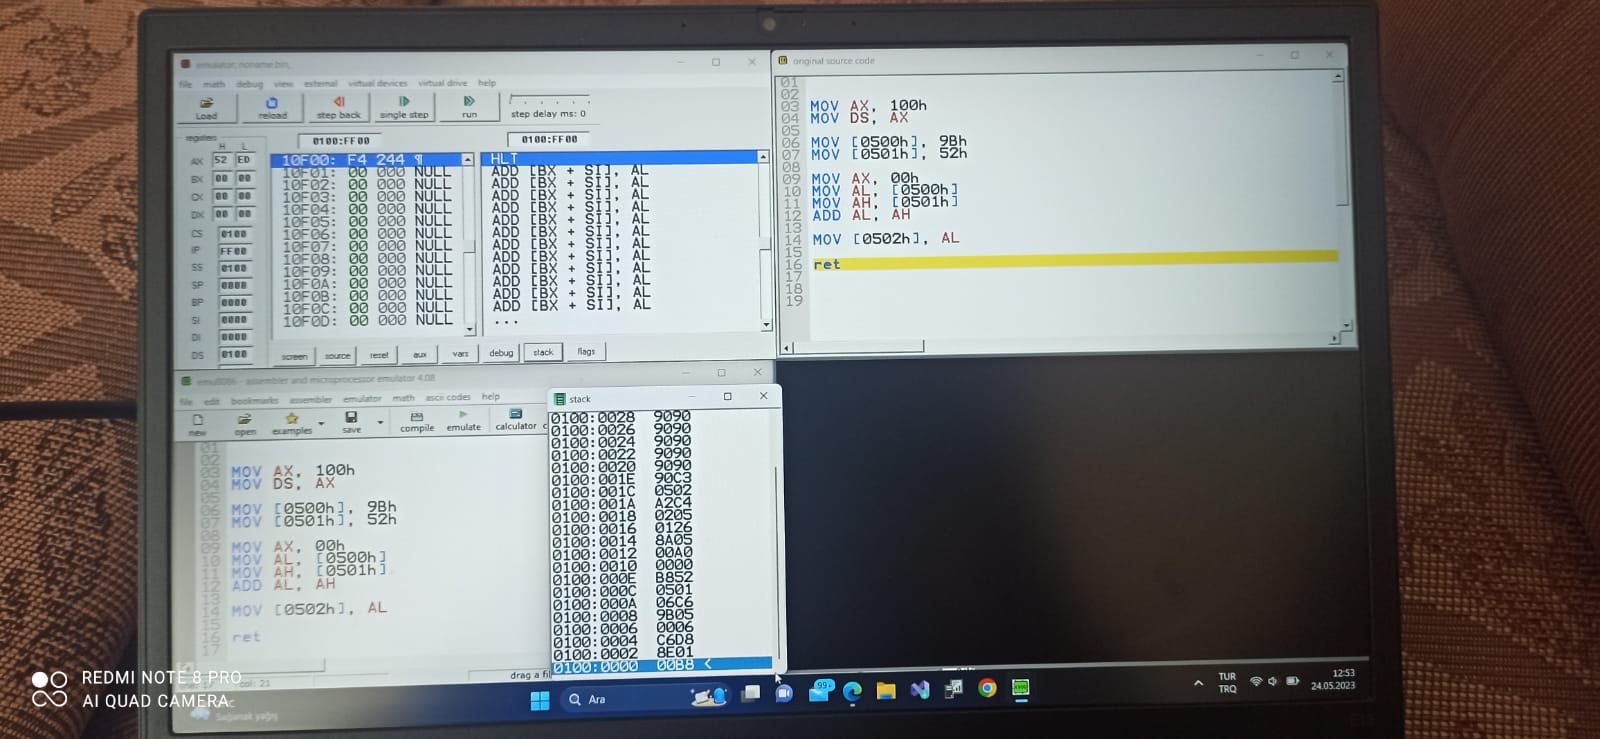 emulator: noname.bin_
file math debug view external virtual devices virtual drive help
Load reload step back single step run step delay ms: 0
registers
H L
0100:FF00 0100:FF00
AX 52 ED
BX 00 00
CX 00 00
DX 00 00
CS 0100
IP FF00
SS 0100
SP 0000
BP 0000
SI 0000
DI 0000
DS 0100
10F00: F4 244 ¶
10F01: 00 000 NULL
10F02: 00 000 NULL
10F03: 00 000 NULL
10F04: 00 000 NULL
10F05: 00 000 NULL
10F06: 00 000 NULL
10F07: 00 000 NULL
10F08: 00 000 NULL
10F09: 00 000 NULL
10F0A: 00 000 NULL
10F0B: 00 000 NULL
10F0C: 00 000 NULL
10F0D: 00 000 NULL
HLT
ADD [BX + SI], AL
ADD [BX + SI], AL
ADD [BX + SI], AL
ADD [BX + SI], AL
ADD [BX + SI], AL
ADD [BX + SI], AL
ADD [BX + SI], AL
ADD [BX + SI], AL
ADD [BX + SI], AL
ADD [BX + SI], AL
ADD [BX + SI], AL
ADD [BX + SI], AL
...
screen source reset aux vars debug stack flags
original source code
01
02
03 MOV AX, 100h
04 MOV DS, AX
05
06 MOV [0500h], 9Bh
07 MOV [0501h], 52h
08
09 MOV AX, 00h
10 MOV AL, [0500h]
11 MOV AH, [0501h]
12 ADD AL, AH
13
14 MOV [0502h], AL
15
16 ret
17
18
19
emu8086 - assembler and microprocessor emulator 4.08
file edit bookmarks assembler emulator math ascii codes help
new open examples save compile emulate calculator c
01
02
03 MOV AX, 100h
04 MOV DS, AX
05
06 MOV [0500h], 9Bh
07 MOV [0501h], 52h
08
09 MOV AX, 00h
10 MOV AL, [0500h]
11 MOV AH, [0501h]
12 ADD AL, AH
13
14 MOV [0502h], AL
15
16 ret
17
col: 21
drag a fi
stack
0100:0028 9090
0100:0026 9090
0100:0024 9090
0100:0022 9090
0100:0020 9090
0100:001E 90C3
0100:001C 0502
0100:001A A2C4
0100:0018 0205
0100:0016 0126
0100:0014 8A05
0100:0012 00A0
0100:0010 0000
0100:000E B852
0100:000C 0501
0100:000A 06C6
0100:0008 9B05
0100:0006 0006
0100:0004 C6D8
0100:0002 8E01
0100:0000 00B8 <
Sağanak yağış
Ara
99+
TUR
TRQ
12:53
24.05.2023
REDMI NOTE 8 PRO
AI QUAD CAMERA
E15